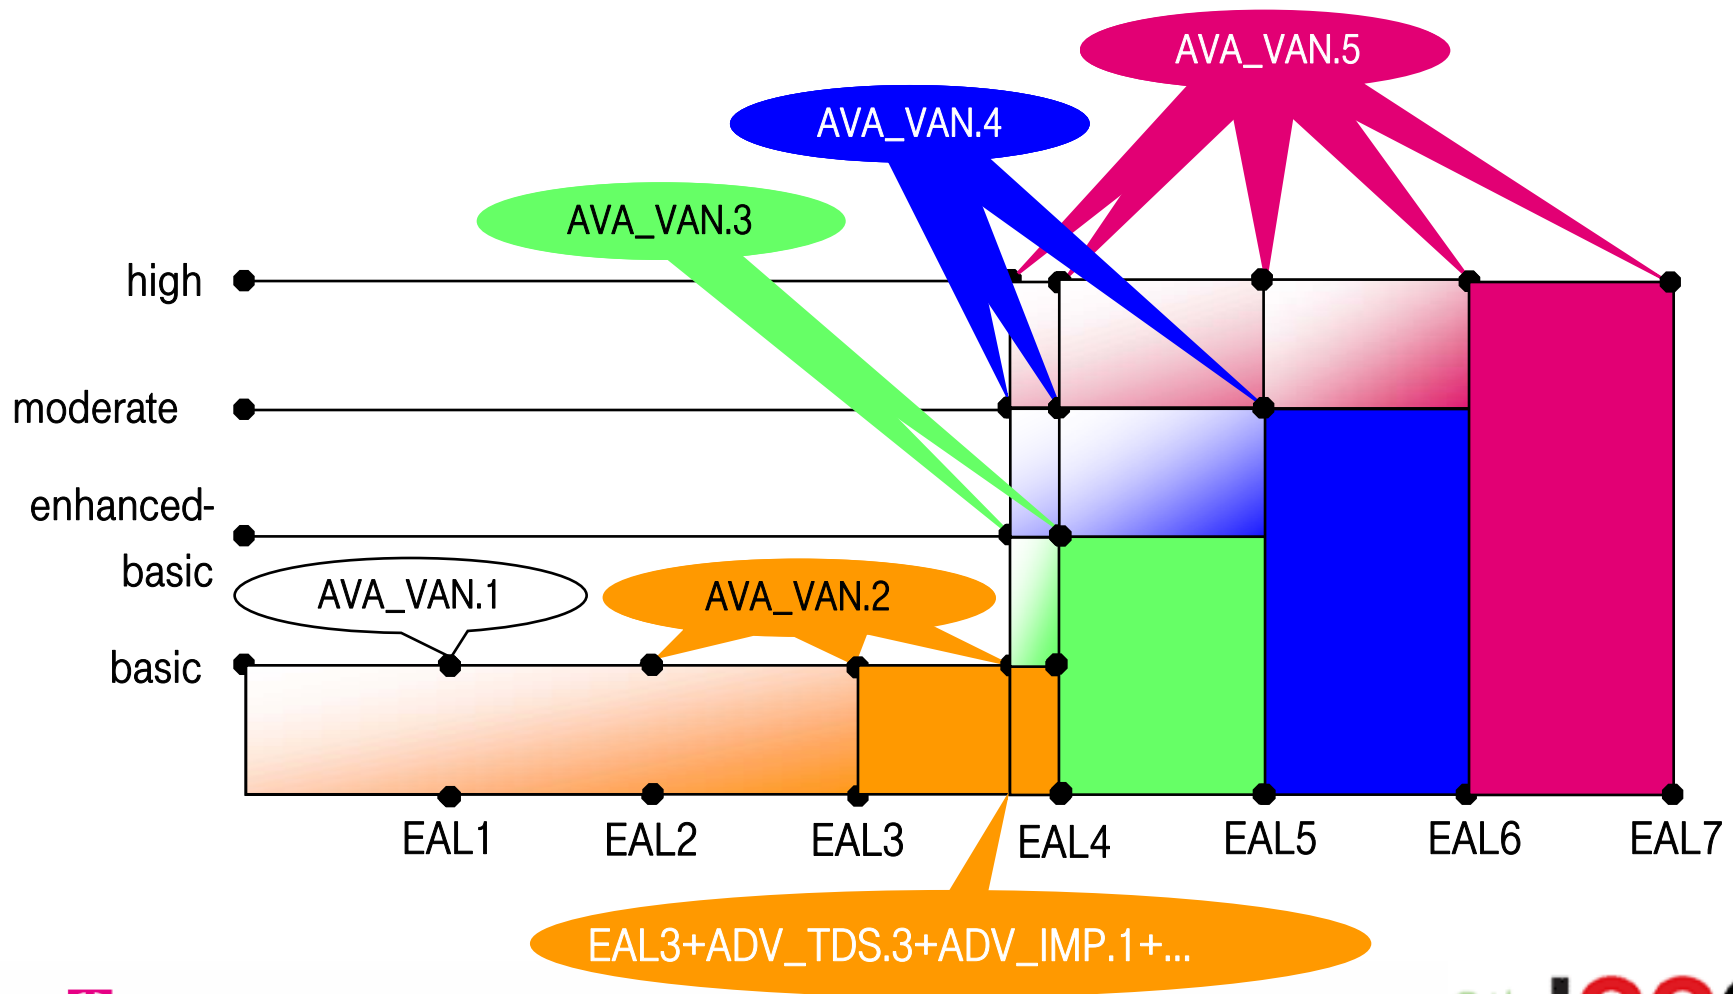 AVA_VAN.5
AVA_VAN.4
AVA_VAN.3
high
moderate
enhanced-
basic
AVA_VAN.1
AVA_VAN.2
basic
EAL1
EAL2
EAL3
EAL4
EAL5
EAL6
EAL7
EAL3+ADV_TDS.3+ADV_IMP.1+...